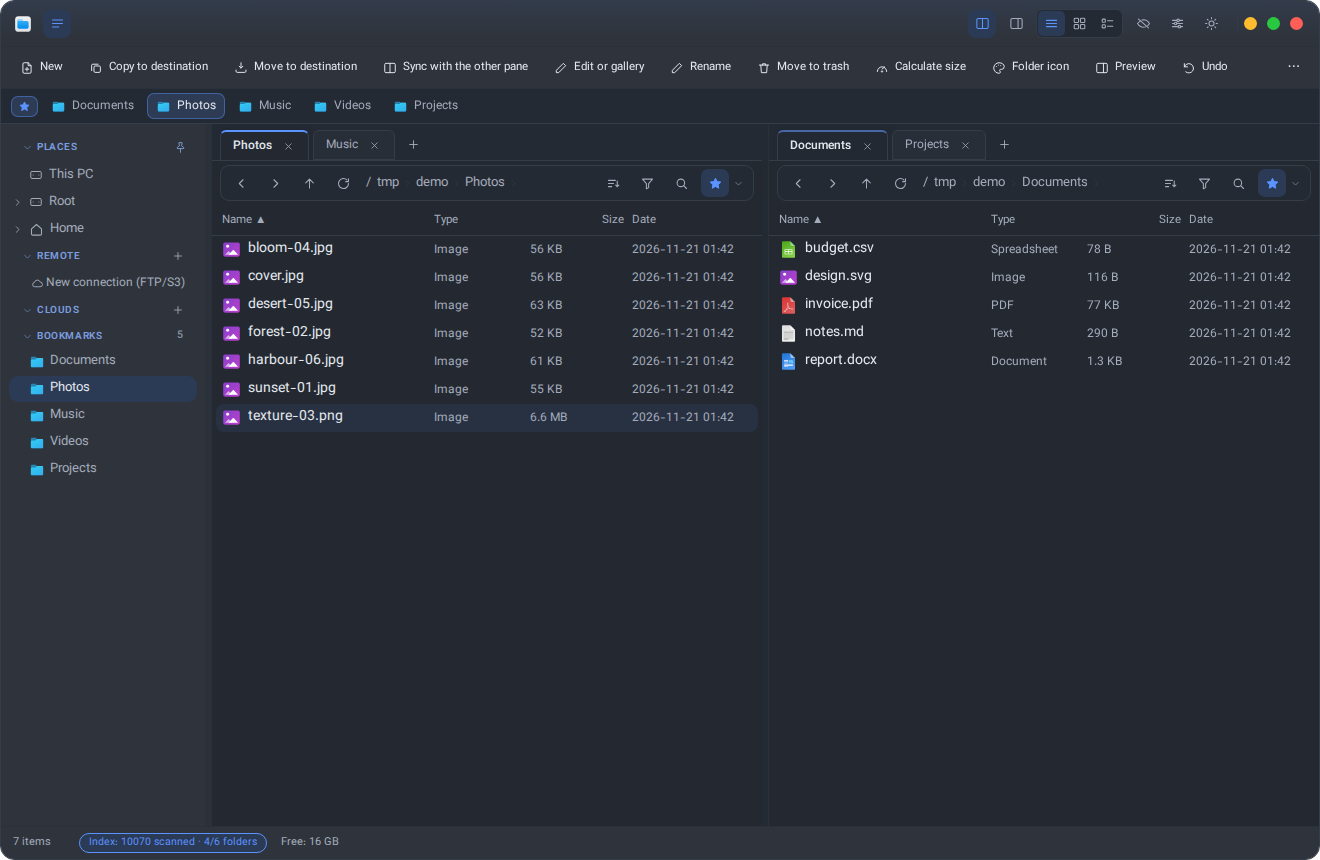 New Copy to destination Move to destination Sync with the other pane Edit or gallery Rename Move to trash Calculate size Folder icon Preview Undo
Documents Photos Music Videos Projects
PLACES
This PC
Root
Home
REMOTE
New connection (FTP/S3)
CLOUDS
BOOKMARKS 5
Documents
Photos
Music
Videos
Projects
Photos Music
/ tmp demo Photos
Name ▲ Type Size Date
bloom-04.jpg Image 56 KB 2026-11-21 01:42
cover.jpg Image 56 KB 2026-11-21 01:42
desert-05.jpg Image 63 KB 2026-11-21 01:42
forest-02.jpg Image 52 KB 2026-11-21 01:42
harbour-06.jpg Image 61 KB 2026-11-21 01:42
sunset-01.jpg Image 55 KB 2026-11-21 01:42
texture-03.png Image 6.6 MB 2026-11-21 01:42
Documents Projects
/ tmp demo Documents
Name ▲ Type Size Date
budget.csv Spreadsheet 78 B 2026-11-21 01:42
design.svg Image 116 B 2026-11-21 01:42
invoice.pdf PDF 77 KB 2026-11-21 01:42
notes.md Text 290 B 2026-11-21 01:42
report.docx Document 1.3 KB 2026-11-21 01:42
7 items Index: 10070 scanned · 4/6 folders Free: 16 GB